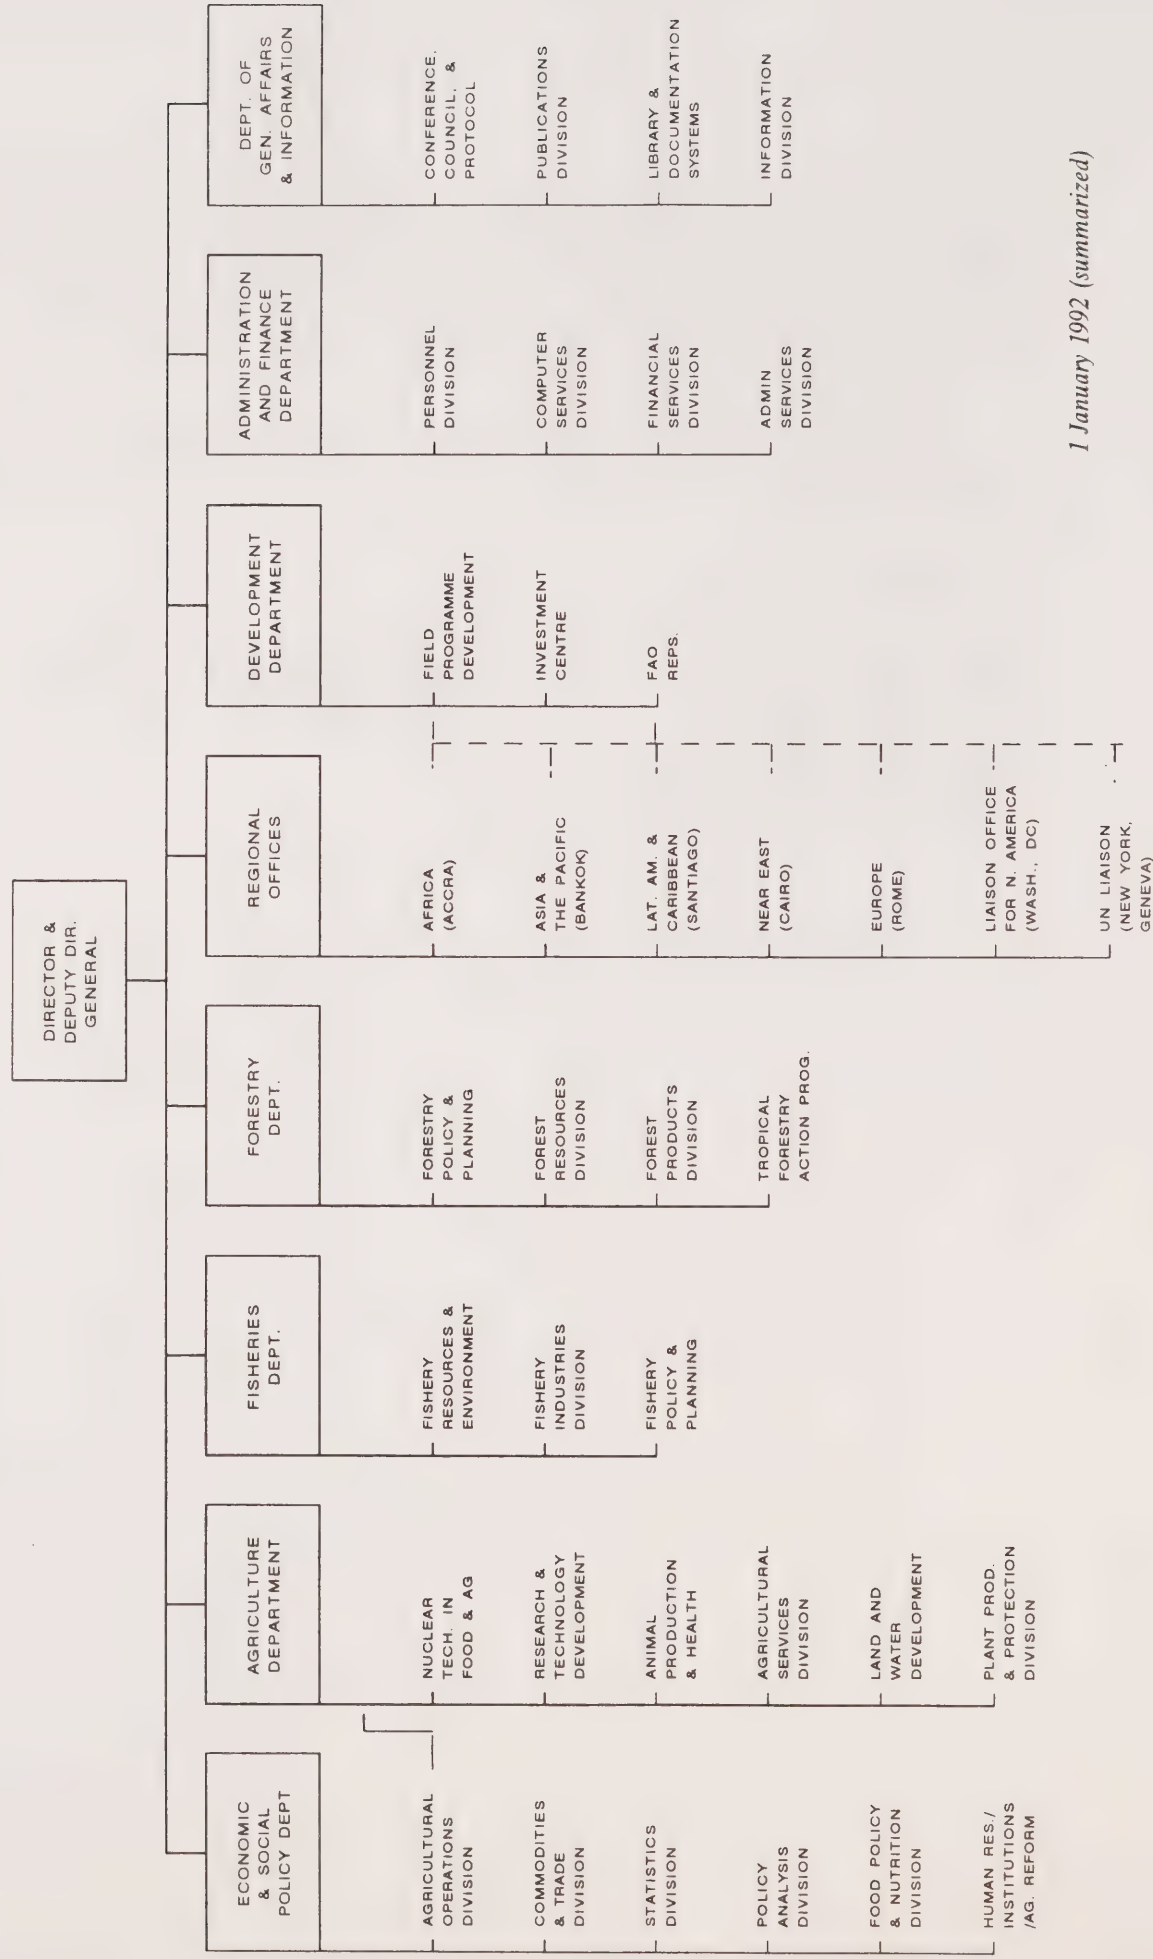 DIRECTOR &
DEPUTY DIR.
GENERAL
ECONOMIC
& SOCIAL
POLICY DEPT
AGRICULTURAL
OPERATIONS
DIVISION
COMMODITIES
& TRADE
DIVISION
STATISTICS
DIVISION
POLICY
ANALYSIS
DIVISION
FOOD POLICY
& NUTRITION
DIVISION
HUMAN RES./
INSTITUTIONS
/AG. REFORM
AGRICULTURE
DEPARTMENT
NUCLEAR
TECH. IN
FOOD & AG
RESEARCH &
TECHNOLOGY
DEVELOPMENT
ANIMAL
PRODUCTION
& HEALTH
AGRICULTURAL
SERVICES
DIVISION
LAND AND
WATER
DEVELOPMENT
PLANT PROD.
& PROTECTION
DIVISION
FISHERIES
DEPT.
FISHERY
RESOURCES &
ENVIRONMENT
FISHERY
INDUSTRIES
DIVISION
FISHERY
POLICY &
PLANNING
FORESTRY
DEPT.
FORESTRY
POLICY &
PLANNING
FOREST
RESOURCES
DIVISION
FOREST
PRODUCTS
DIVISION
TROPICAL
FORESTRY
ACTION PROG.
REGIONAL
OFFICES
AFRICA
(ACCRA)
ASIA &
THE PACIFIC
(BANKOK)
LAT. AM. &
CARIBBEAN
(SANTIAGO)
NEAR EAST
(CAIRO)
EUROPE
(ROME)
LIAISON OFFICE
FOR N. AMERICA
(WASH., DC)
UN LIAISON
(NEW YORK,
GENEVA)
DEVELOPMENT
DEPARTMENT
FIELD
PROGRAMME
DEVELOPMENT
INVESTMENT
CENTRE
FAO
REPS.
ADMINISTRATION
AND FINANCE
DEPARTMENT
PERSONNEL
DIVISION
COMPUTER
SERVICES
DIVISION
FINANCIAL
SERVICES
DIVISION
ADMIN
SERVICES
DIVISION
DEPT. OF
GEN. AFFAIRS
& INFORMATION
CONFERENCE,
COUNCIL, &
PROTOCOL
PUBLICATIONS
DIVISION
LIBRARY &
DOCUMENTATION
SYSTEMS
INFORMATION
DIVISION
1 January 1992 (summarized)